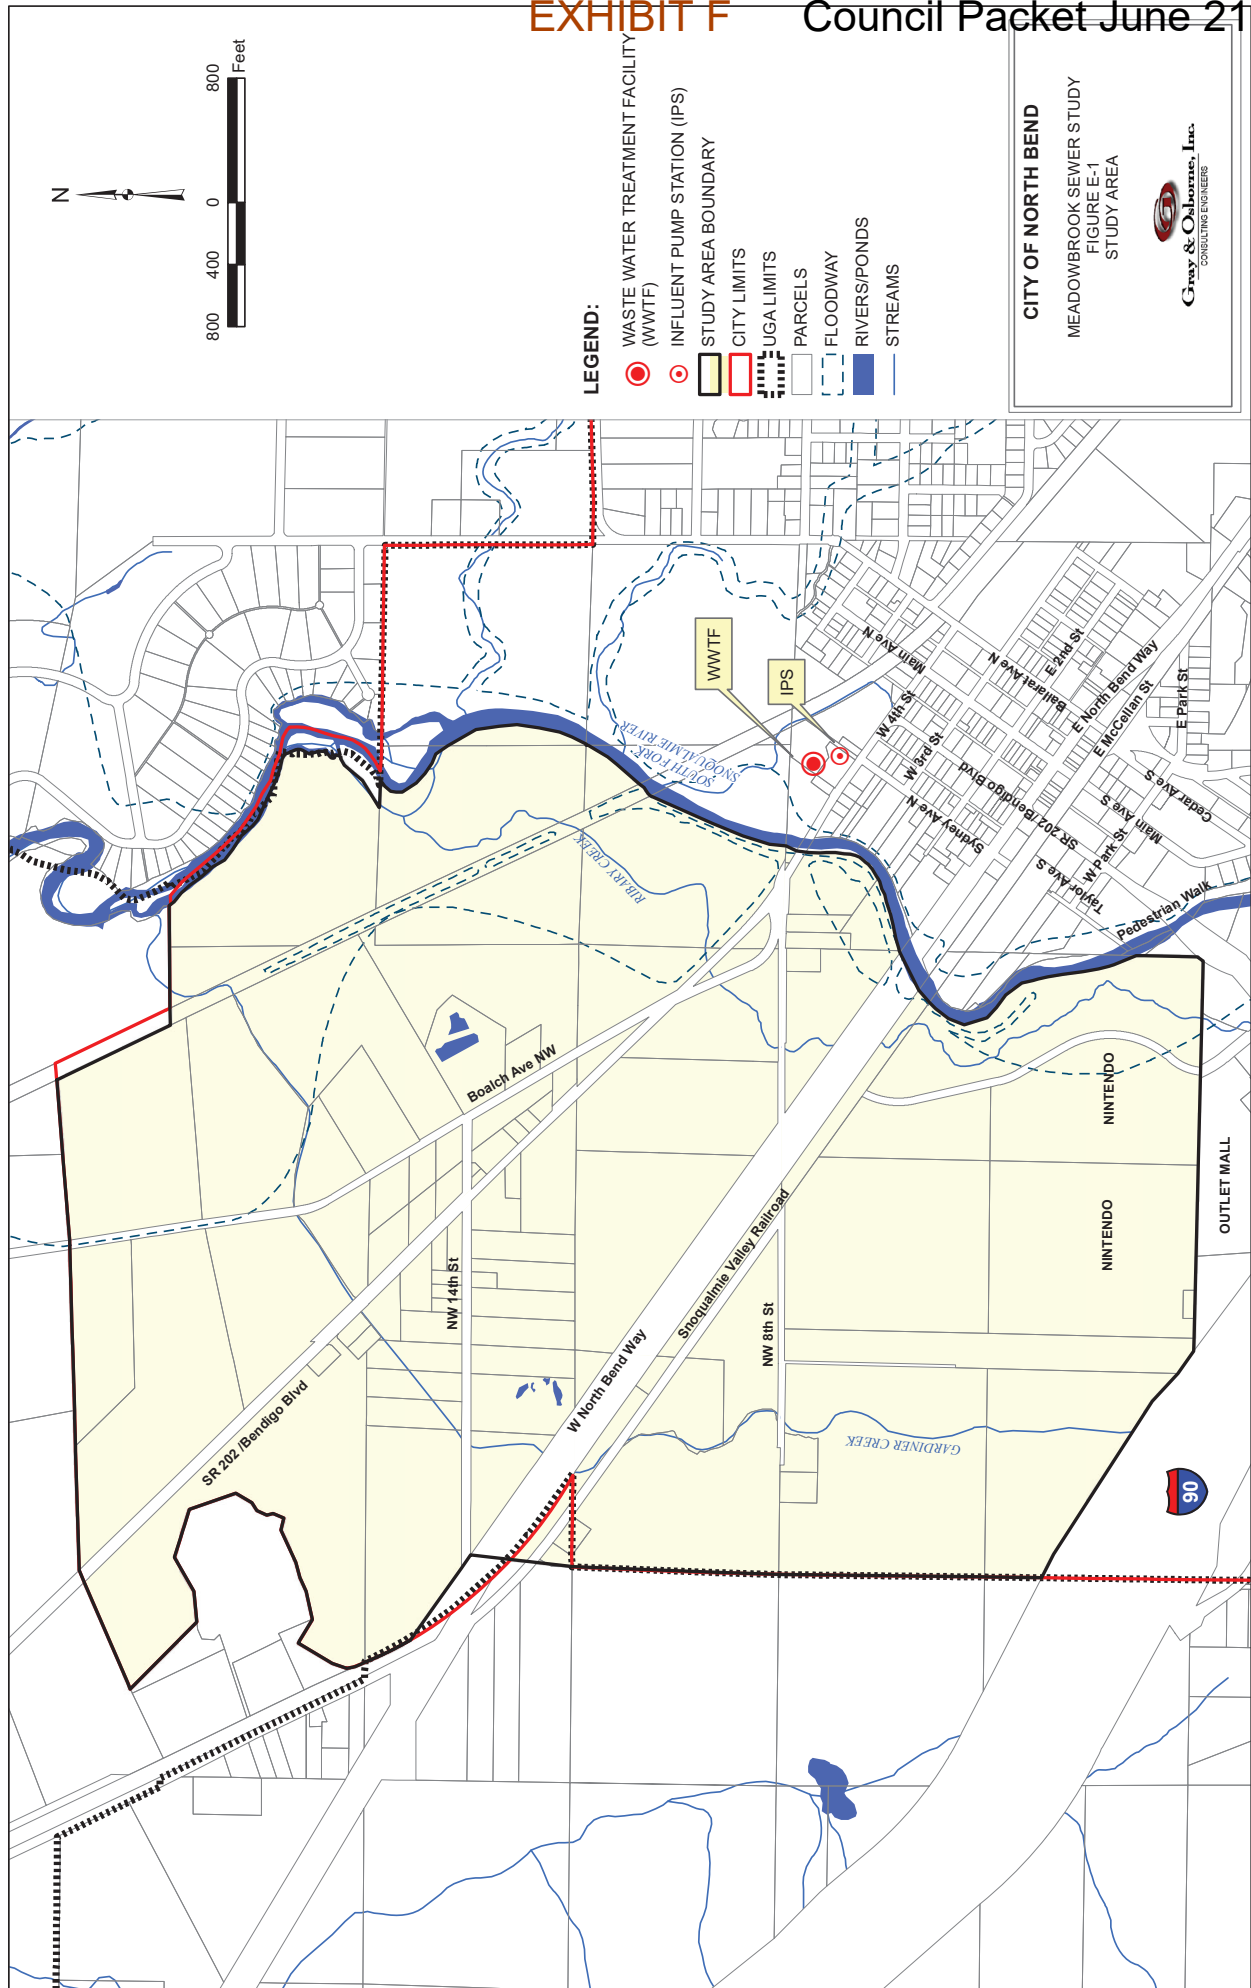 EXHIBIT F
Council Packet June 21
N
800
400
0
800
Feet
LEGEND:
WASTE WATER TREATMENT FACILITY
(WWTF)
INFLUENT PUMP STATION (IPS)
STUDY AREA BOUNDARY
CITY LIMITS
UGA LIMITS
PARCELS
FLOODWAY
RIVERS/PONDS
STREAMS
CITY OF NORTH BEND
MEADOWBROOK SEWER STUDY
FIGURE E-1
STUDY AREA
Gray & Osborne, Inc.
CONSULTING ENGINEERS
WWTF
IPS
SOUTH FORK
SNOQUALMIE RIVER
RIBARY CREEK
GARDINER CREEK
Main Ave N
Ballarat Ave N
E 2nd St
E North Bend Way
E McCellan St
E Park St
W 4th St
W 3rd St
Sydney Ave N
SR 202 /Bendigo Blvd
Main Ave S
Cedar Ave S
W Park St
Taylor Ave S
Pedestrian Walk
Boalch Ave NW
NW 14th St
SR 202 /Bendigo Blvd
W North Bend Way
Snoqualmie Valley Railroad
NW 8th St
NINTENDO
NINTENDO
OUTLET MALL
90